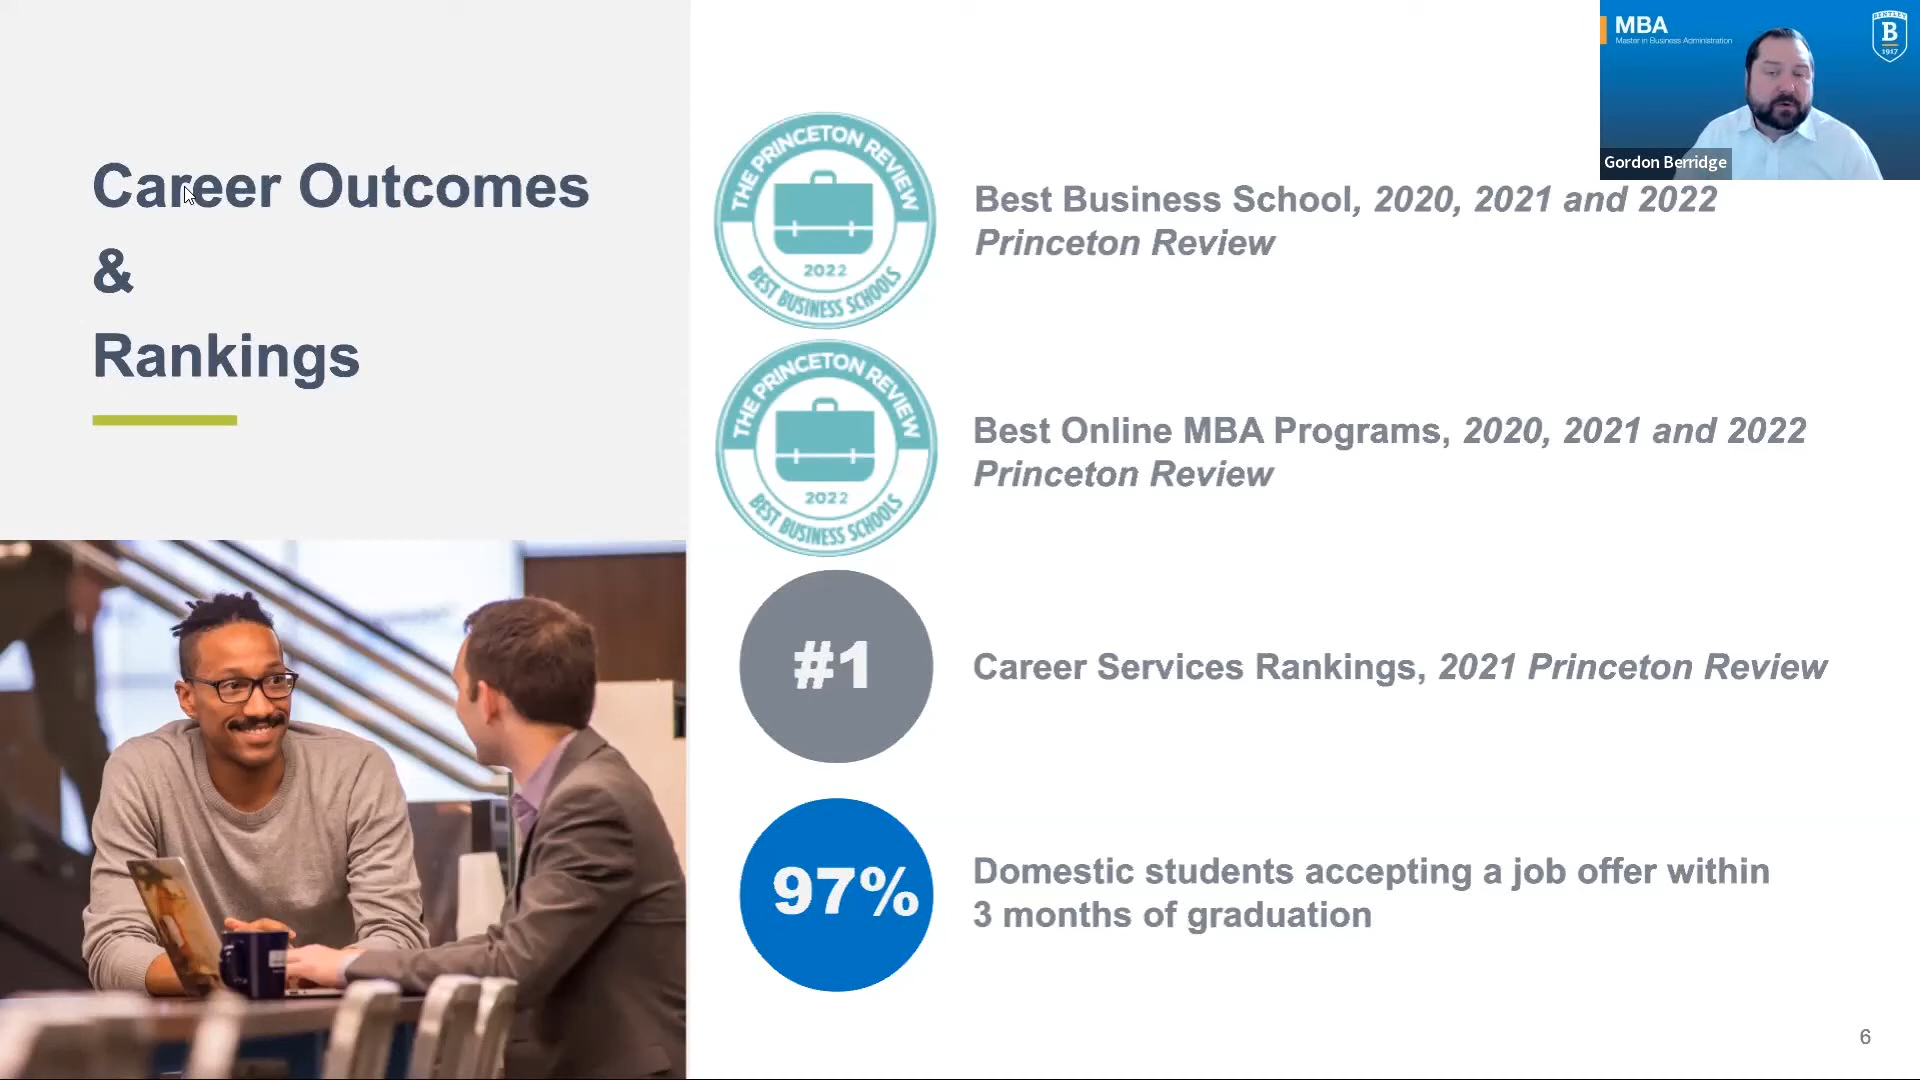 Career Outcomes
&
Rankings
THE PRINCETON REVIEW
2022
BEST BUSINESS SCHOOLS
Best Business School, 2020, 2021 and 2022
Princeton Review
THE PRINCETON REVIEW
2022
BEST BUSINESS SCHOOLS
Best Online MBA Programs, 2020, 2021 and 2022
Princeton Review
#1
Career Services Rankings, 2021 Princeton Review
97%
Domestic students accepting a job offer within
3 months of graduation
6
MBA
Master in Business Administration
BENTLEY
B
1917
Gordon Berridge